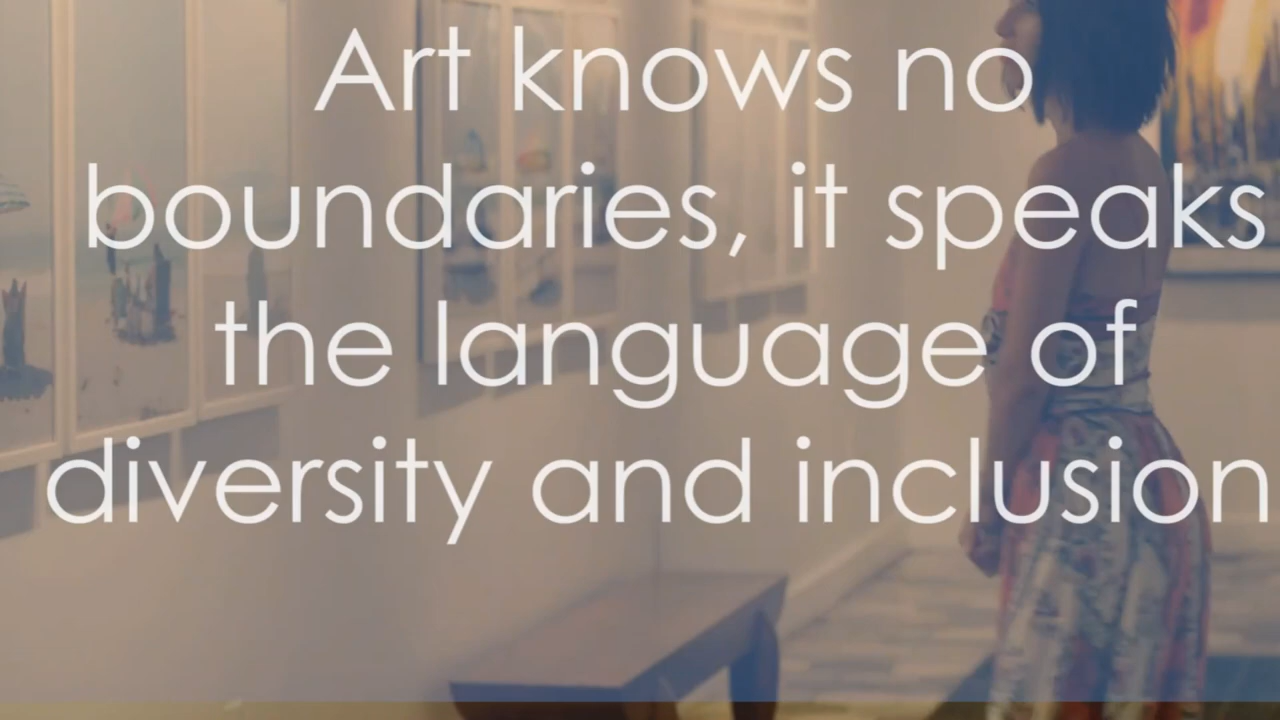 Art knows no
boundaries, it speaks
the language of
diversity and inclusion